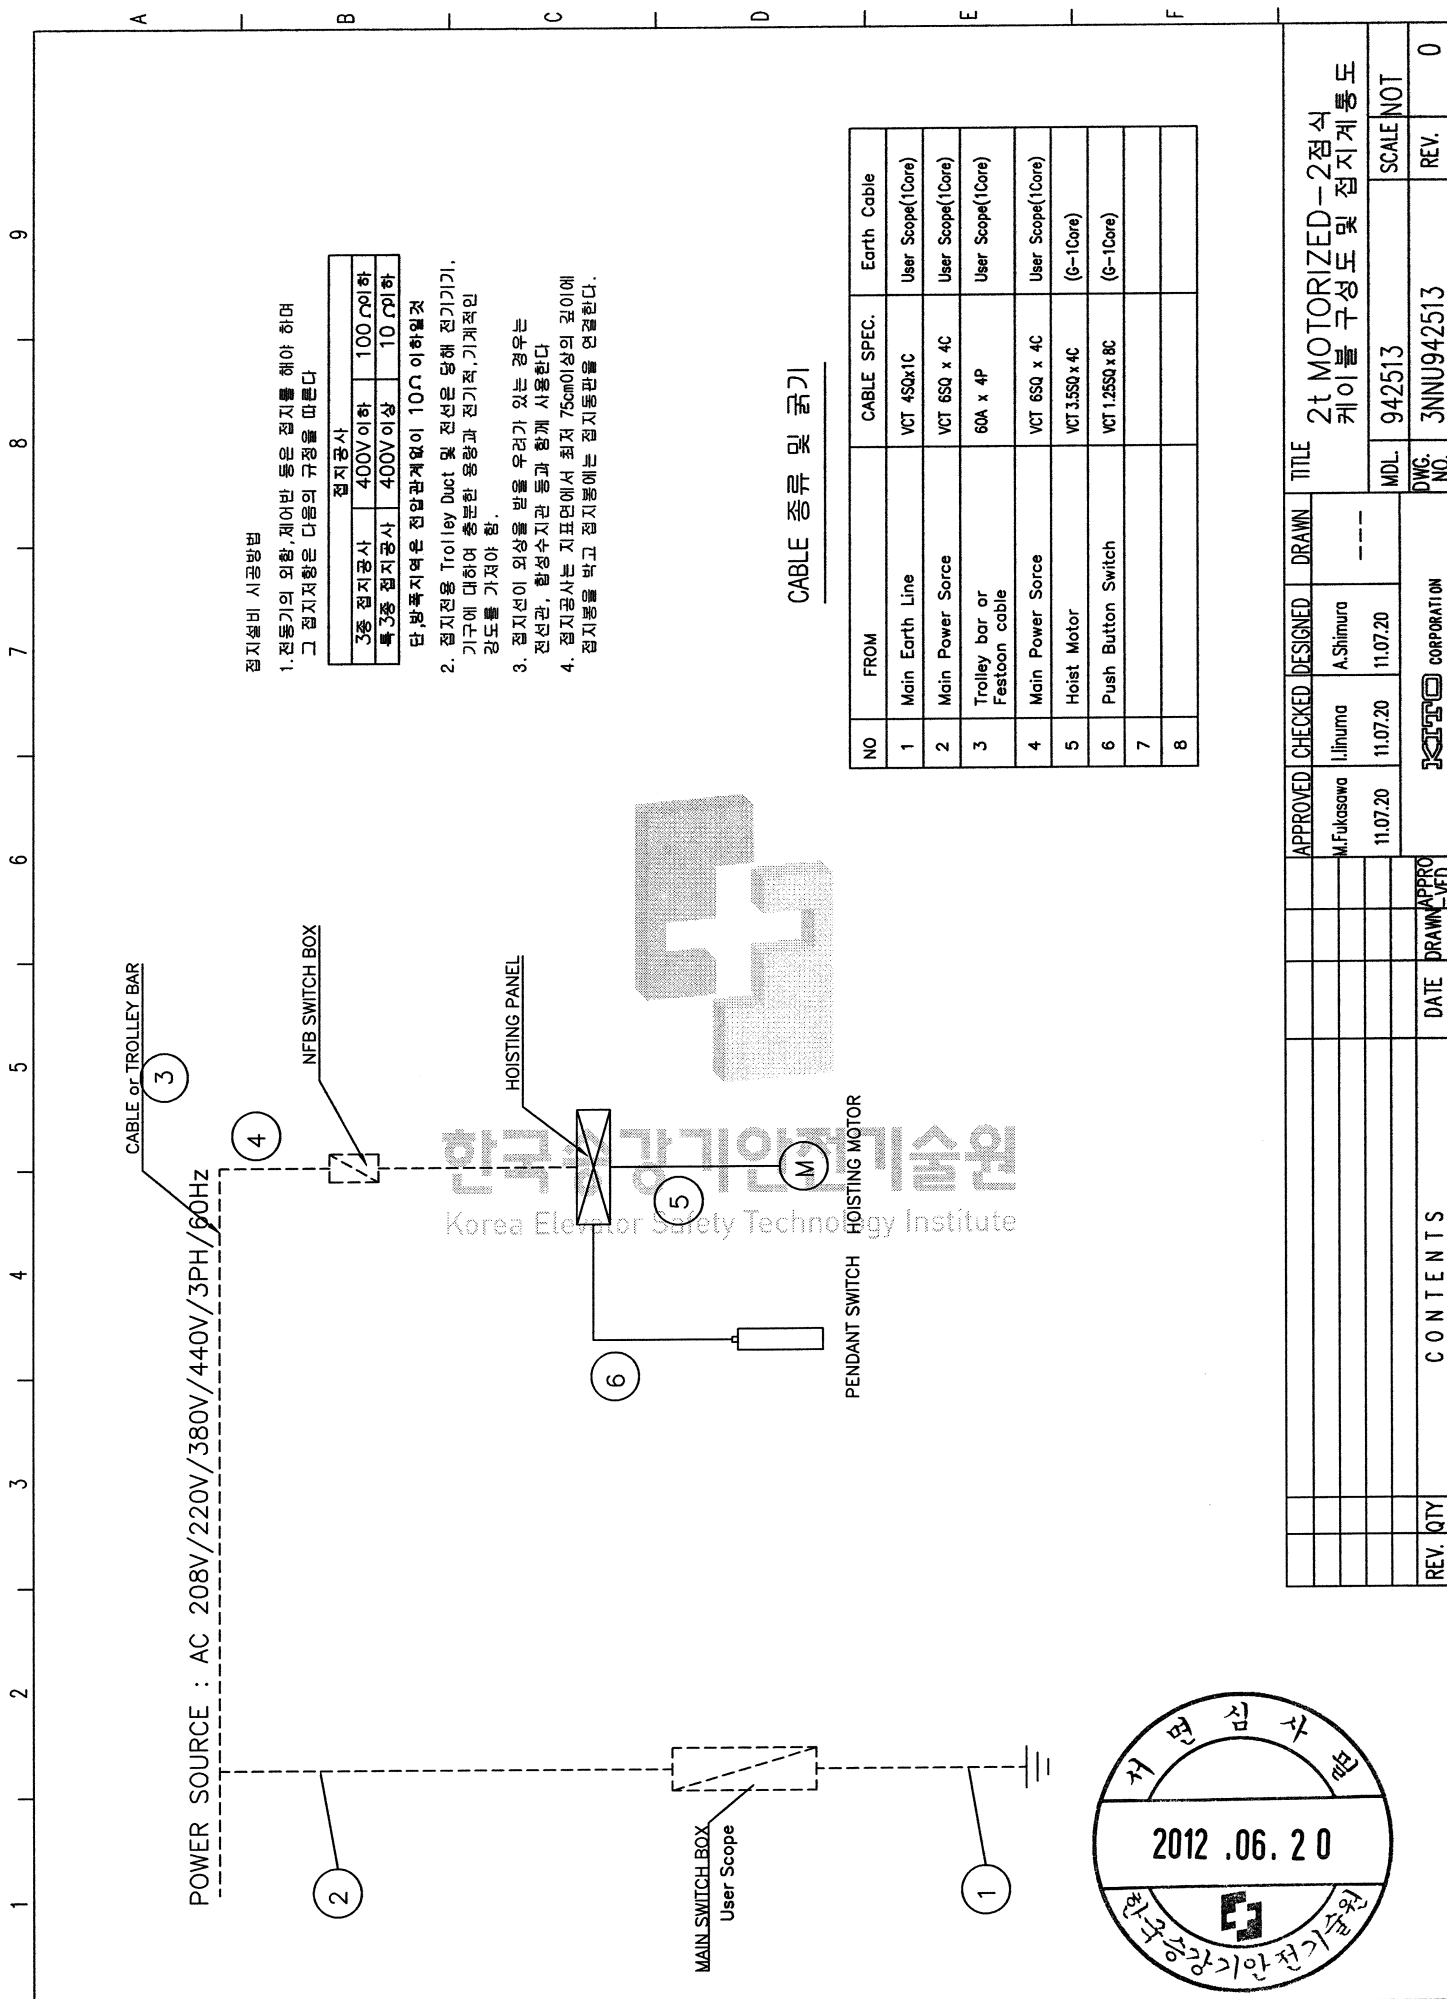 1 2 3 4 5 6 7 8 9
A
B
C
D
E
F
POWER SOURCE : AC 208V/220V/380V/440V/3PH/60Hz
CABLE or TROLLEY BAR
3
4
NFB SWITCH BOX
HOISTING PANEL
5
M
HOISTING MOTOR
6
PENDANT SWITCH
2
MAIN SWITCH BOX
User Scope
1
한국승강기안전기술원
Korea Elevator Safety Technology Institute
접지설비 시공방법
1.전동기의 외함,제어반 등은 접지를 해야 하며
그 접지저항은 다음의 규정을 따른다
접지공사
3종 접지공사 400V이하 100 Ω이하
특3종 접지공사 400V이상 10 Ω이하
단,방폭지역은 전압관계없이 10Ω 이하일것
2. 접지전용 Trolley Duct 및 전선은 당해 전기기기,
기구에 대하여 충분한 용량과 전기적,기계적인
강도를 가져야 함.
3. 접지선이 외상을 받을 우려가 있는 경우는
전선관, 합성수지관 등과 함께 사용한다
4. 접지공사는 지표면에서 최저 75cm이상의 깊이에
접지봉을 박고 접지봉에는 접지동판을 연결한다.
CABLE 종류 및 굵기
NO FROM CABLE SPEC. Earth Cable
1 Main Earth Line VCT 4SQx1C User Scope(1Core)
2 Main Power Sorce VCT 6SQ x 4C User Scope(1Core)
3 Trolley bar or Festoon cable 60A x 4P User Scope(1Core)
4 Main Power Sorce VCT 6SQ x 4C User Scope(1Core)
5 Hoist Motor VCT 3.5SQ x 4C (G-1Core)
6 Push Button Switch VCT 1.25SQ x 8C (G-1Core)
7
8
서면심사필
2012 .06. 20
한국승강기안전기술원
REV. QTY CONTENTS DATE DRAWN APPRO_VED
APPROVED CHECKED DESIGNED DRAWN
M.Fukasawa I.Iinuma A.Shimura ---
11.07.20 11.07.20 11.07.20
KITO CORPORATION
TITLE
2t MOTORIZED-2점식
케이블 구성도 및 접지계통도
MDL. 942513 SCALE NOT
DWG. NO. 3NNU942513 REV. 0